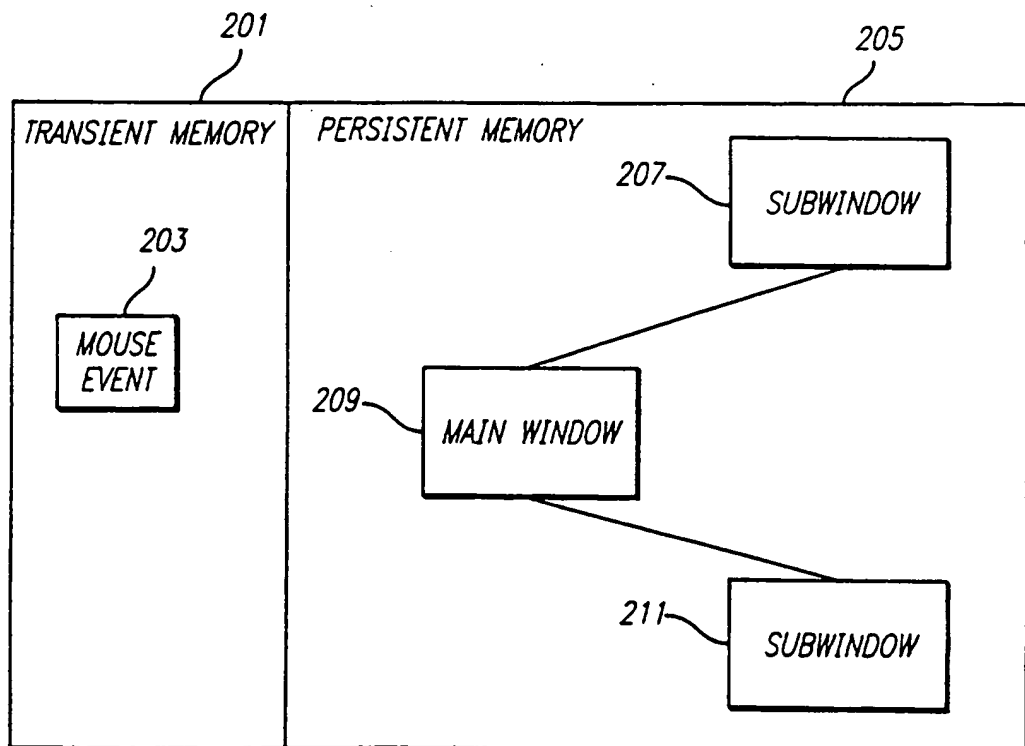 201
205
TRANSIENT MEMORY
PERSISTENT MEMORY
207
SUBWINDOW
203
MOUSE
EVENT
209
MAIN WINDOW
211
SUBWINDOW